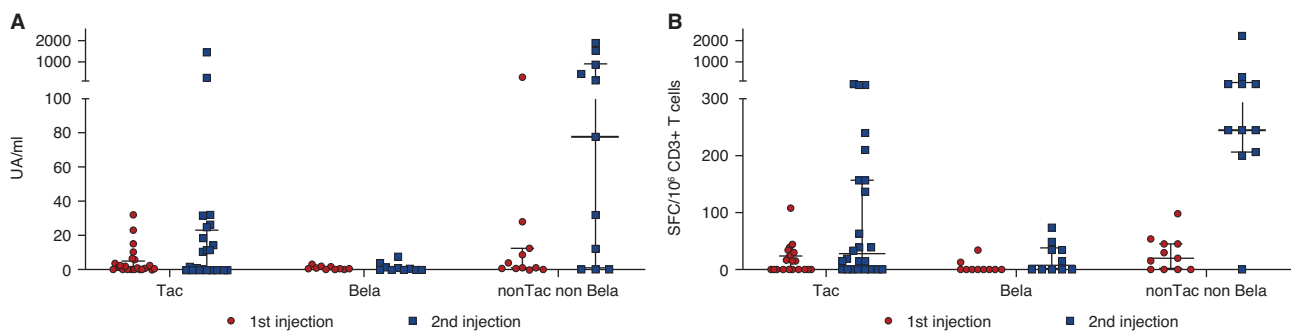 A
UA/ml
2000
1000
100
80
60
40
20
0
Tac
Bela
nonTac non Bela
1st injection
2nd injection
B
SFC/10⁶ CD3+ T cells
2000
1000
300
200
100
0
Tac
Bela
nonTac non Bela
1st injection
2nd injection